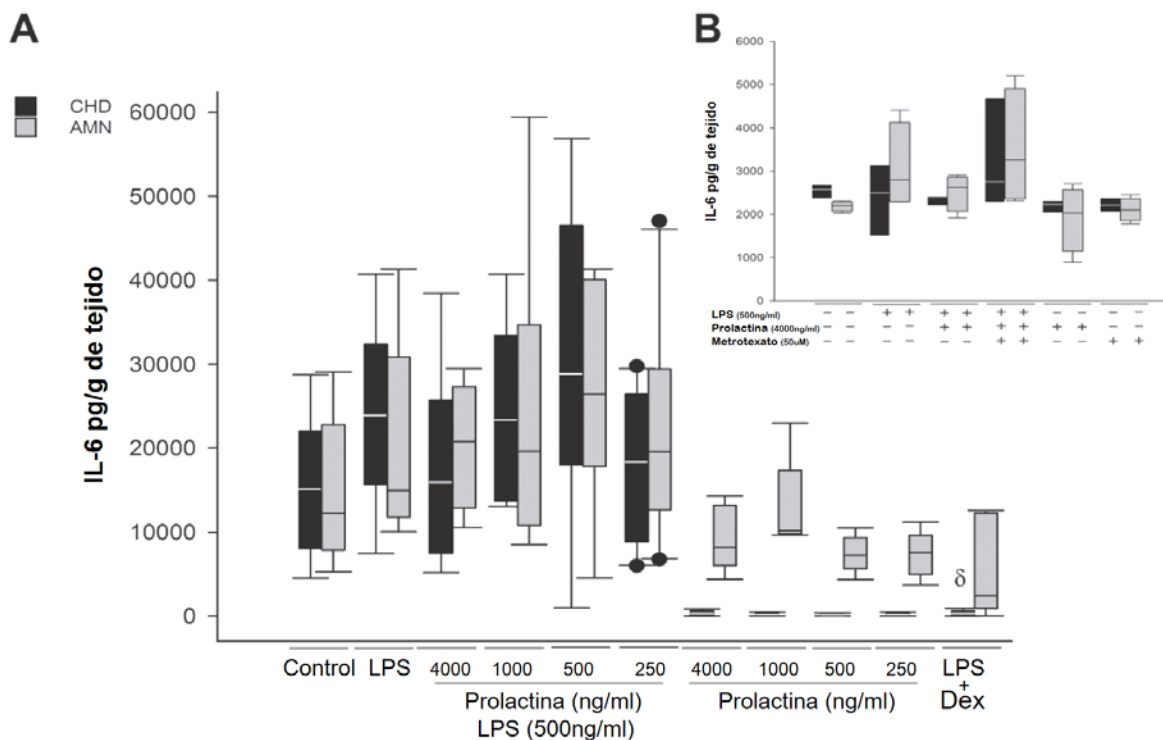 A
CHD
AMN
IL-6 pg/g de tejido
60000
50000
40000
30000
20000
10000
0
δ
Control LPS 4000 1000 500 250 4000 1000 500 250 LPS
+
Dex
Prolactina (ng/ml) Prolactina (ng/ml)
LPS (500ng/ml)
B
IL-6 pg/g de tejido
6000
5000
4000
3000
2000
1000
0
LPS (500ng/ml) − − + + + + + + − − − −
Prolactina (4000ng/ml) − − − − + + + + + + − −
Metrotexato (50uM) − − − − − − + + − − + +